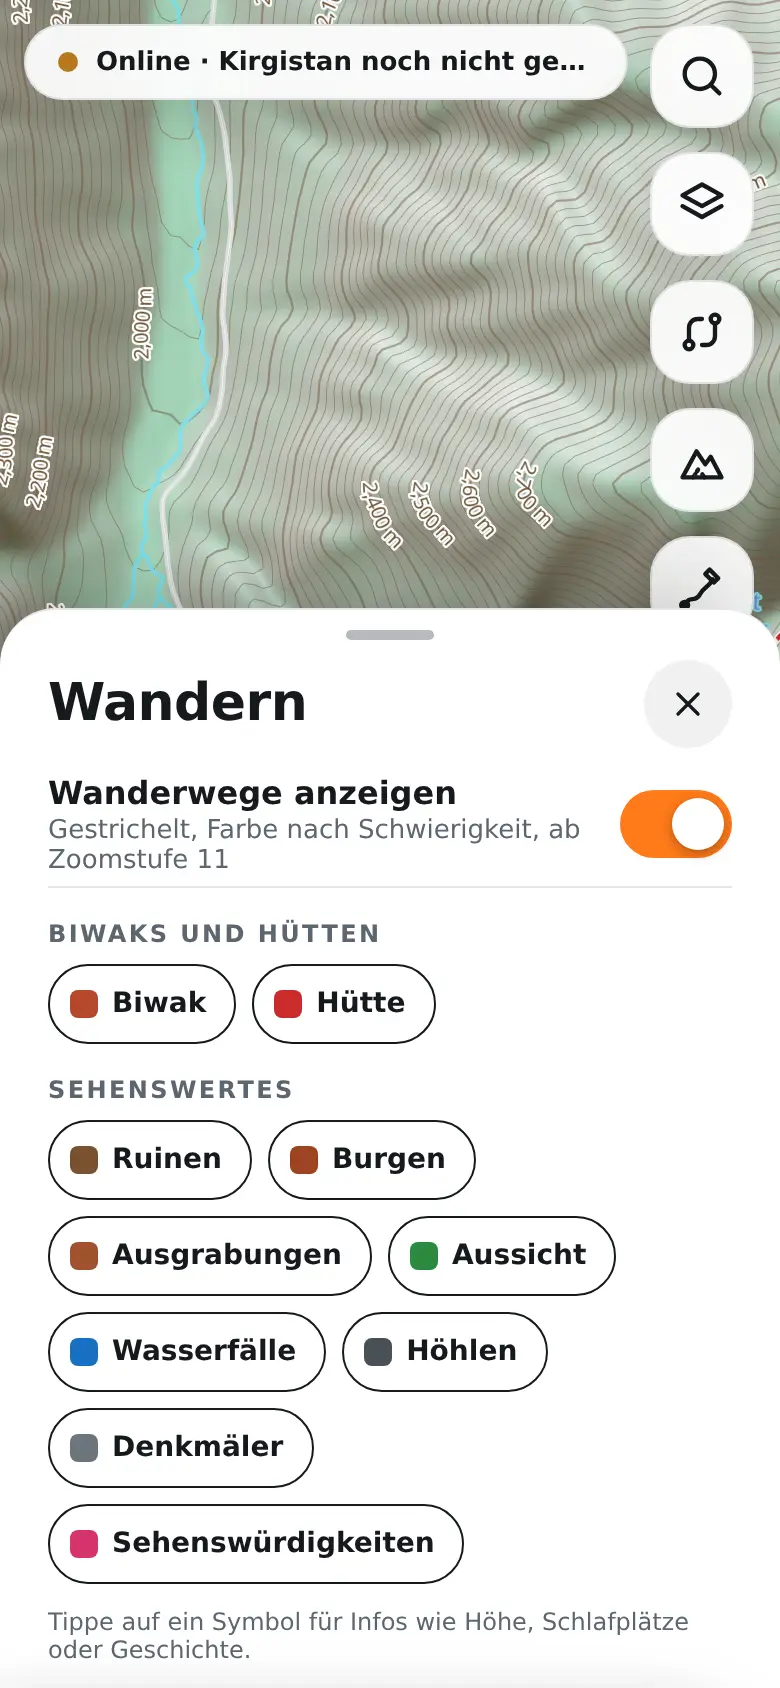 Online · Kirgistan noch nicht ge…
2,000 m
2,200 m
2,400 m
2,500 m
2,600 m
2,700 m
Wandern
Wanderwege anzeigen
Gestrichelt, Farbe nach Schwierigkeit, ab
Zoomstufe 11
BIWAKS UND HÜTTEN
Biwak
Hütte
SEHENSWERTES
Ruinen
Burgen
Ausgrabungen
Aussicht
Wasserfälle
Höhlen
Denkmäler
Sehenswürdigkeiten
Tippe auf ein Symbol für Infos wie Höhe, Schlafplätze
oder Geschichte.